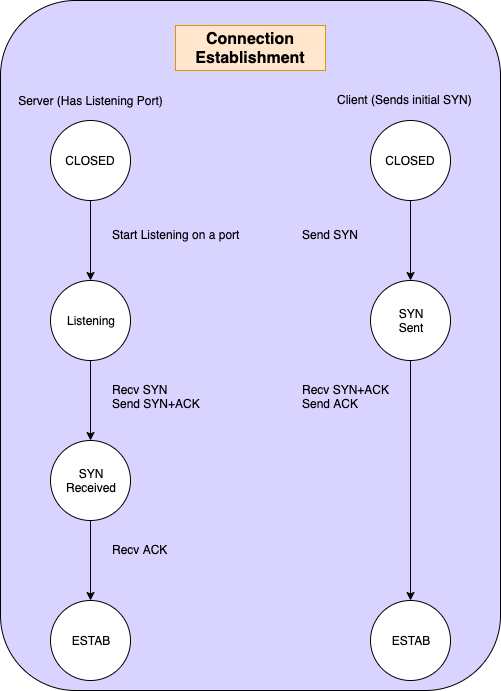 Connection
Establishment
Server (Has Listening Port)
Client (Sends initial SYN)
CLOSED
CLOSED
Start Listening on a port
Send SYN
Listening
SYN
Sent
Recv SYN
Send SYN+ACK
Recv SYN+ACK
Send ACK
SYN
Received
Recv ACK
ESTAB
ESTAB